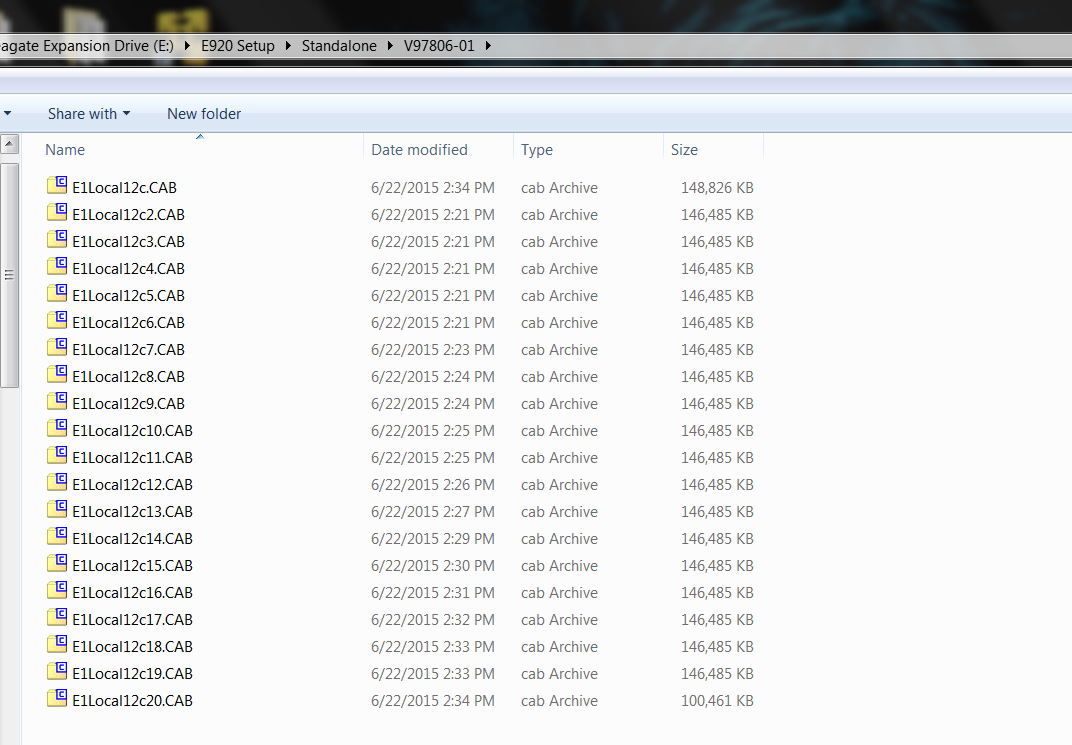 eagate Expansion Drive (E:) E920 Setup Standalone V97806-01
Share with New folder
Name Date modified Type Size
E1Local12c.CAB 6/22/2015 2:34 PM cab Archive 148,826 KB
E1Local12c2.CAB 6/22/2015 2:21 PM cab Archive 146,485 KB
E1Local12c3.CAB 6/22/2015 2:21 PM cab Archive 146,485 KB
E1Local12c4.CAB 6/22/2015 2:21 PM cab Archive 146,485 KB
E1Local12c5.CAB 6/22/2015 2:21 PM cab Archive 146,485 KB
E1Local12c6.CAB 6/22/2015 2:21 PM cab Archive 146,485 KB
E1Local12c7.CAB 6/22/2015 2:23 PM cab Archive 146,485 KB
E1Local12c8.CAB 6/22/2015 2:24 PM cab Archive 146,485 KB
E1Local12c9.CAB 6/22/2015 2:24 PM cab Archive 146,485 KB
E1Local12c10.CAB 6/22/2015 2:25 PM cab Archive 146,485 KB
E1Local12c11.CAB 6/22/2015 2:25 PM cab Archive 146,485 KB
E1Local12c12.CAB 6/22/2015 2:26 PM cab Archive 146,485 KB
E1Local12c13.CAB 6/22/2015 2:27 PM cab Archive 146,485 KB
E1Local12c14.CAB 6/22/2015 2:29 PM cab Archive 146,485 KB
E1Local12c15.CAB 6/22/2015 2:30 PM cab Archive 146,485 KB
E1Local12c16.CAB 6/22/2015 2:31 PM cab Archive 146,485 KB
E1Local12c17.CAB 6/22/2015 2:32 PM cab Archive 146,485 KB
E1Local12c18.CAB 6/22/2015 2:33 PM cab Archive 146,485 KB
E1Local12c19.CAB 6/22/2015 2:33 PM cab Archive 146,485 KB
E1Local12c20.CAB 6/22/2015 2:34 PM cab Archive 100,461 KB